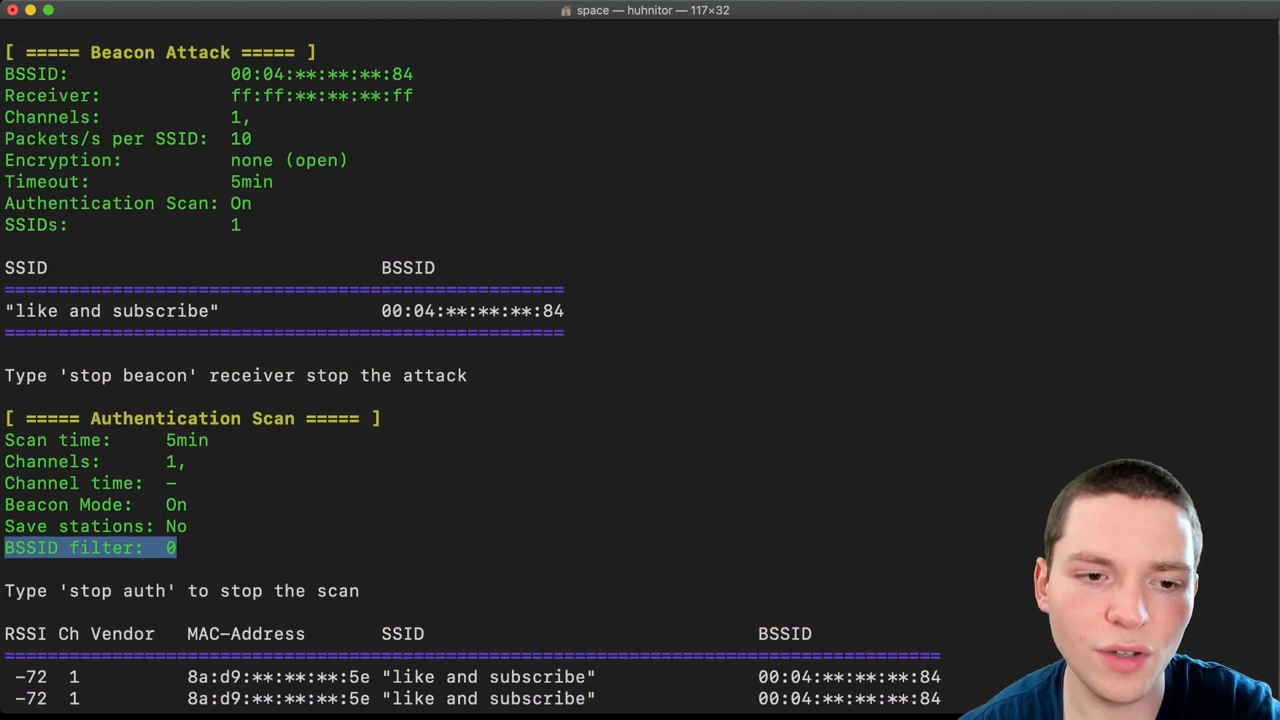 space — huhnitor — 117×32
[ ===== Beacon Attack ===== ]
BSSID: 00:04:**:**:**:84
Receiver: ff:ff:**:**:**:ff
Channels: 1,
Packets/s per SSID: 10
Encryption: none (open)
Timeout: 5min
Authentication Scan: On
SSIDs: 1
SSID BSSID
=====================================================
"like and subscribe" 00:04:**:**:**:84
=====================================================
Type 'stop beacon' receiver stop the attack
[ ===== Authentication Scan ===== ]
Scan time: 5min
Channels: 1,
Channel time: -
Beacon Mode: On
Save stations: No
BSSID filter: 0
Type 'stop auth' to stop the scan
RSSI Ch Vendor MAC-Address SSID BSSID
========================================================================================
-72 1 8a:d9:**:**:**:5e "like and subscribe" 00:04:**:**:**:84
-72 1 8a:d9:**:**:**:5e "like and subscribe" 00:04:**:**:**:84